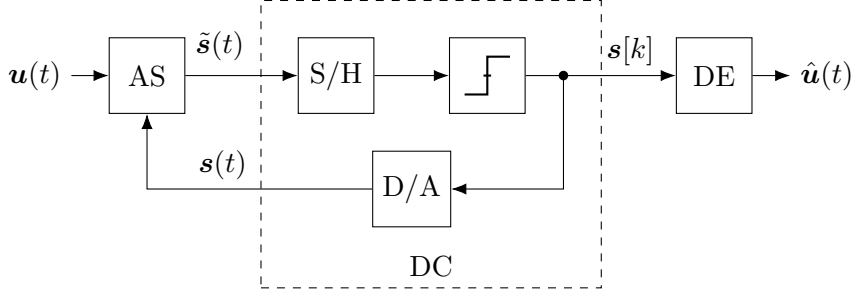 s̃(t)
s[k]
u(t)
AS
S/H
DE
û(t)
s(t)
D/A
DC